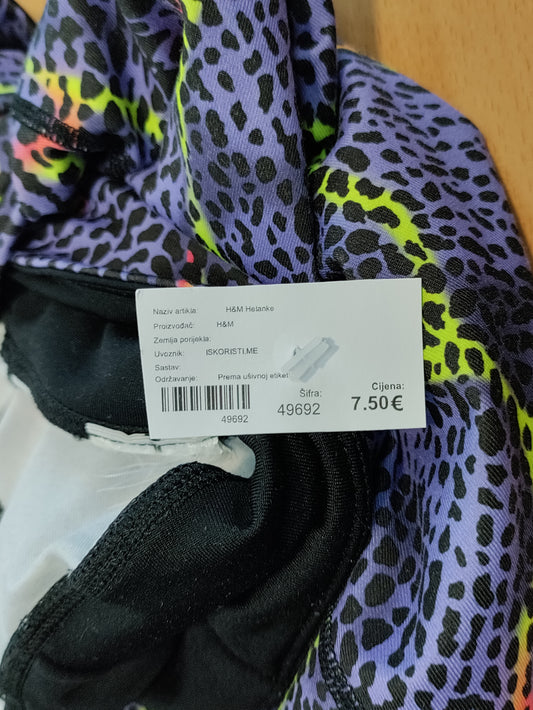 Naziv artikla: H&M Helanke
Proizvođač: H&M
Zemlja porijekla:
Uvoznik: ISKORISTI.ME
Sastav:
Održavanje: Prema ušivnoj etiket
49692
Šifra:
49692
Cijena:
7.50€